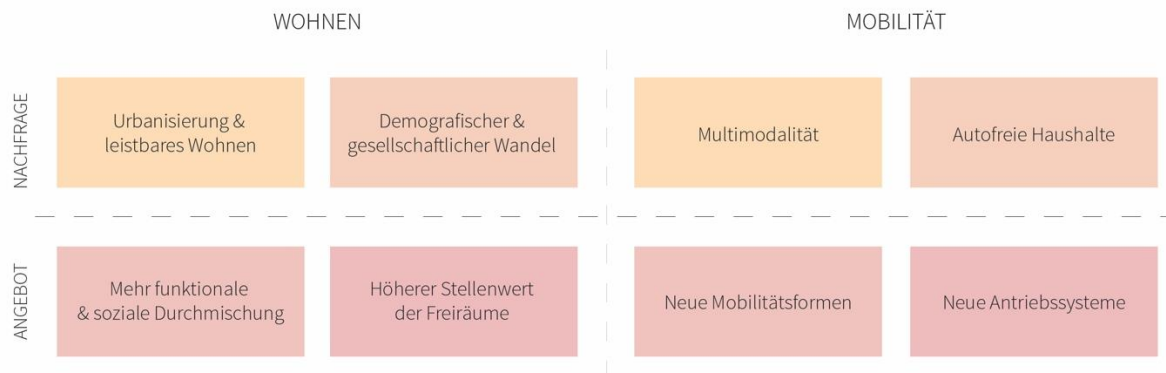 WOHNEN
MOBILITÄT
NACHFRAGE
Urbanisierung &
leistbares Wohnen
Demografischer &
gesellschaftlicher Wandel
Multimodalität
Autofreie Haushalte
ANGEBOT
Mehr funktionale
& soziale Durchmischung
Höherer Stellenwert
der Freiräume
Neue Mobilitätsformen
Neue Antriebssysteme